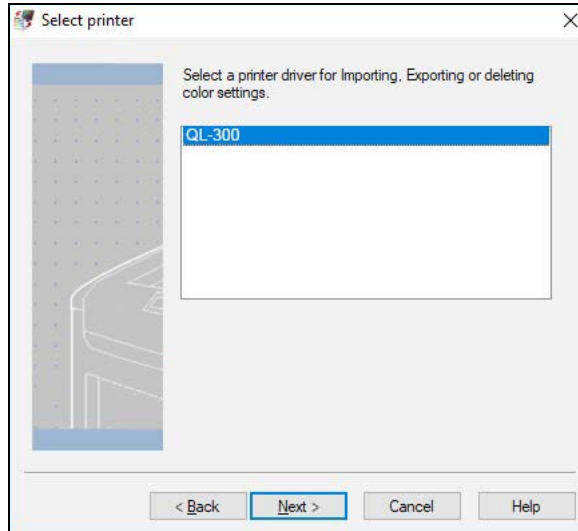 Select printer
Select a printer driver for Importing, Exporting or deleting
color settings.
QL-300
< Back
Next >
Cancel
Help